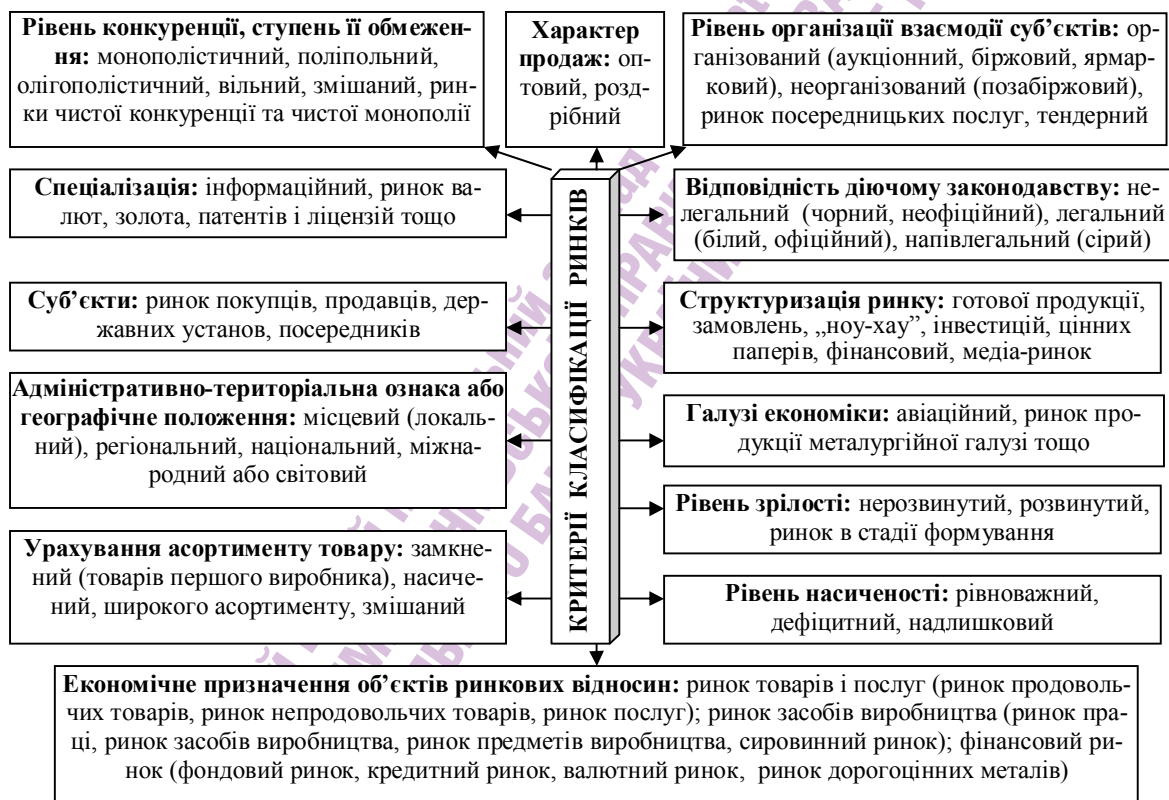 Рівень конкуренції, ступень її обмежен-
ня: монополістичний, поліпольний,
олігополістичний, вільний, змішаний, рин-
ки чистої конкуренції та чистої монополії
Характер
продаж: оп-
товий, розд-
рібний
Рівень організації взаємодії суб’єктів: ор-
ганізований (аукціонний, біржовий, ярмар-
ковий), неорганізований (позабіржовий),
ринок посередницьких послуг, тендерний
Спеціалізація: інформаційний, ринок ва-
лют, золота, патентів і ліцензій тощо
Відповідність діючому законодавству: не-
легальний (чорний, неофіційний), легальний
(білий, офіційний), напівлегальний (сірий)
Суб’єкти: ринок покупців, продавців, дер-
жавних установ, посередників
Структуризація ринку: готової продукції,
замовлень, „ноу-хау”, інвестицій, цінних
паперів, фінансовий, медіа-ринок
Адміністративно-територіальна ознака або
географічне положення: місцевий (локаль-
ний), регіональний, національний, міжна-
родний або світовий
Галузі економіки: авіаційний, ринок про-
дукції металургійної галузі тощо
Рівень зрілості: нерозвинутий, розвинутий,
ринок в стадії формування
Урахування асортименту товару: замкне-
ний (товарів першого виробника), насиче-
ний, широкого асортименту, змішаний
Рівень насиченості: рівноважний,
дефіцитний, надлишковий
КРИТЕРІЇ КЛАСИФІКАЦІЇ РИНКІВ
Економічне призначення об’єктів ринкових відносин: ринок товарів і послуг (ринок продоволь-
чих товарів, ринок непродовольчих товарів, ринок послуг); ринок засобів виробництва (ринок пра-
ці, ринок засобів виробництва, ринок предметів виробництва, сировинний ринок); фінансовий ри-
нок (фондовий ринок, кредитний ринок, валютний ринок, ринок дорогоцінних металів)